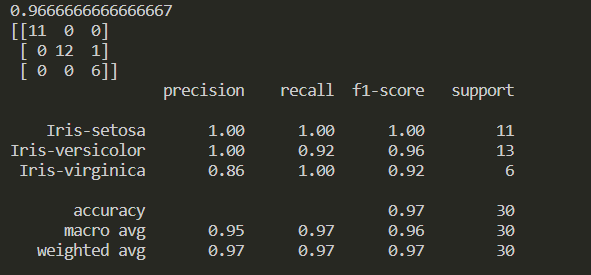 0.9666666666666667
[[11  0  0]
 [ 0 12  1]
 [ 0  0  6]]
                 precision    recall  f1-score   support

    Iris-setosa       1.00      1.00      1.00        11
Iris-versicolor       1.00      0.92      0.96        13
 Iris-virginica       0.86      1.00      0.92         6

       accuracy                           0.97        30
      macro avg       0.95      0.97      0.96        30
   weighted avg       0.97      0.97      0.97        30